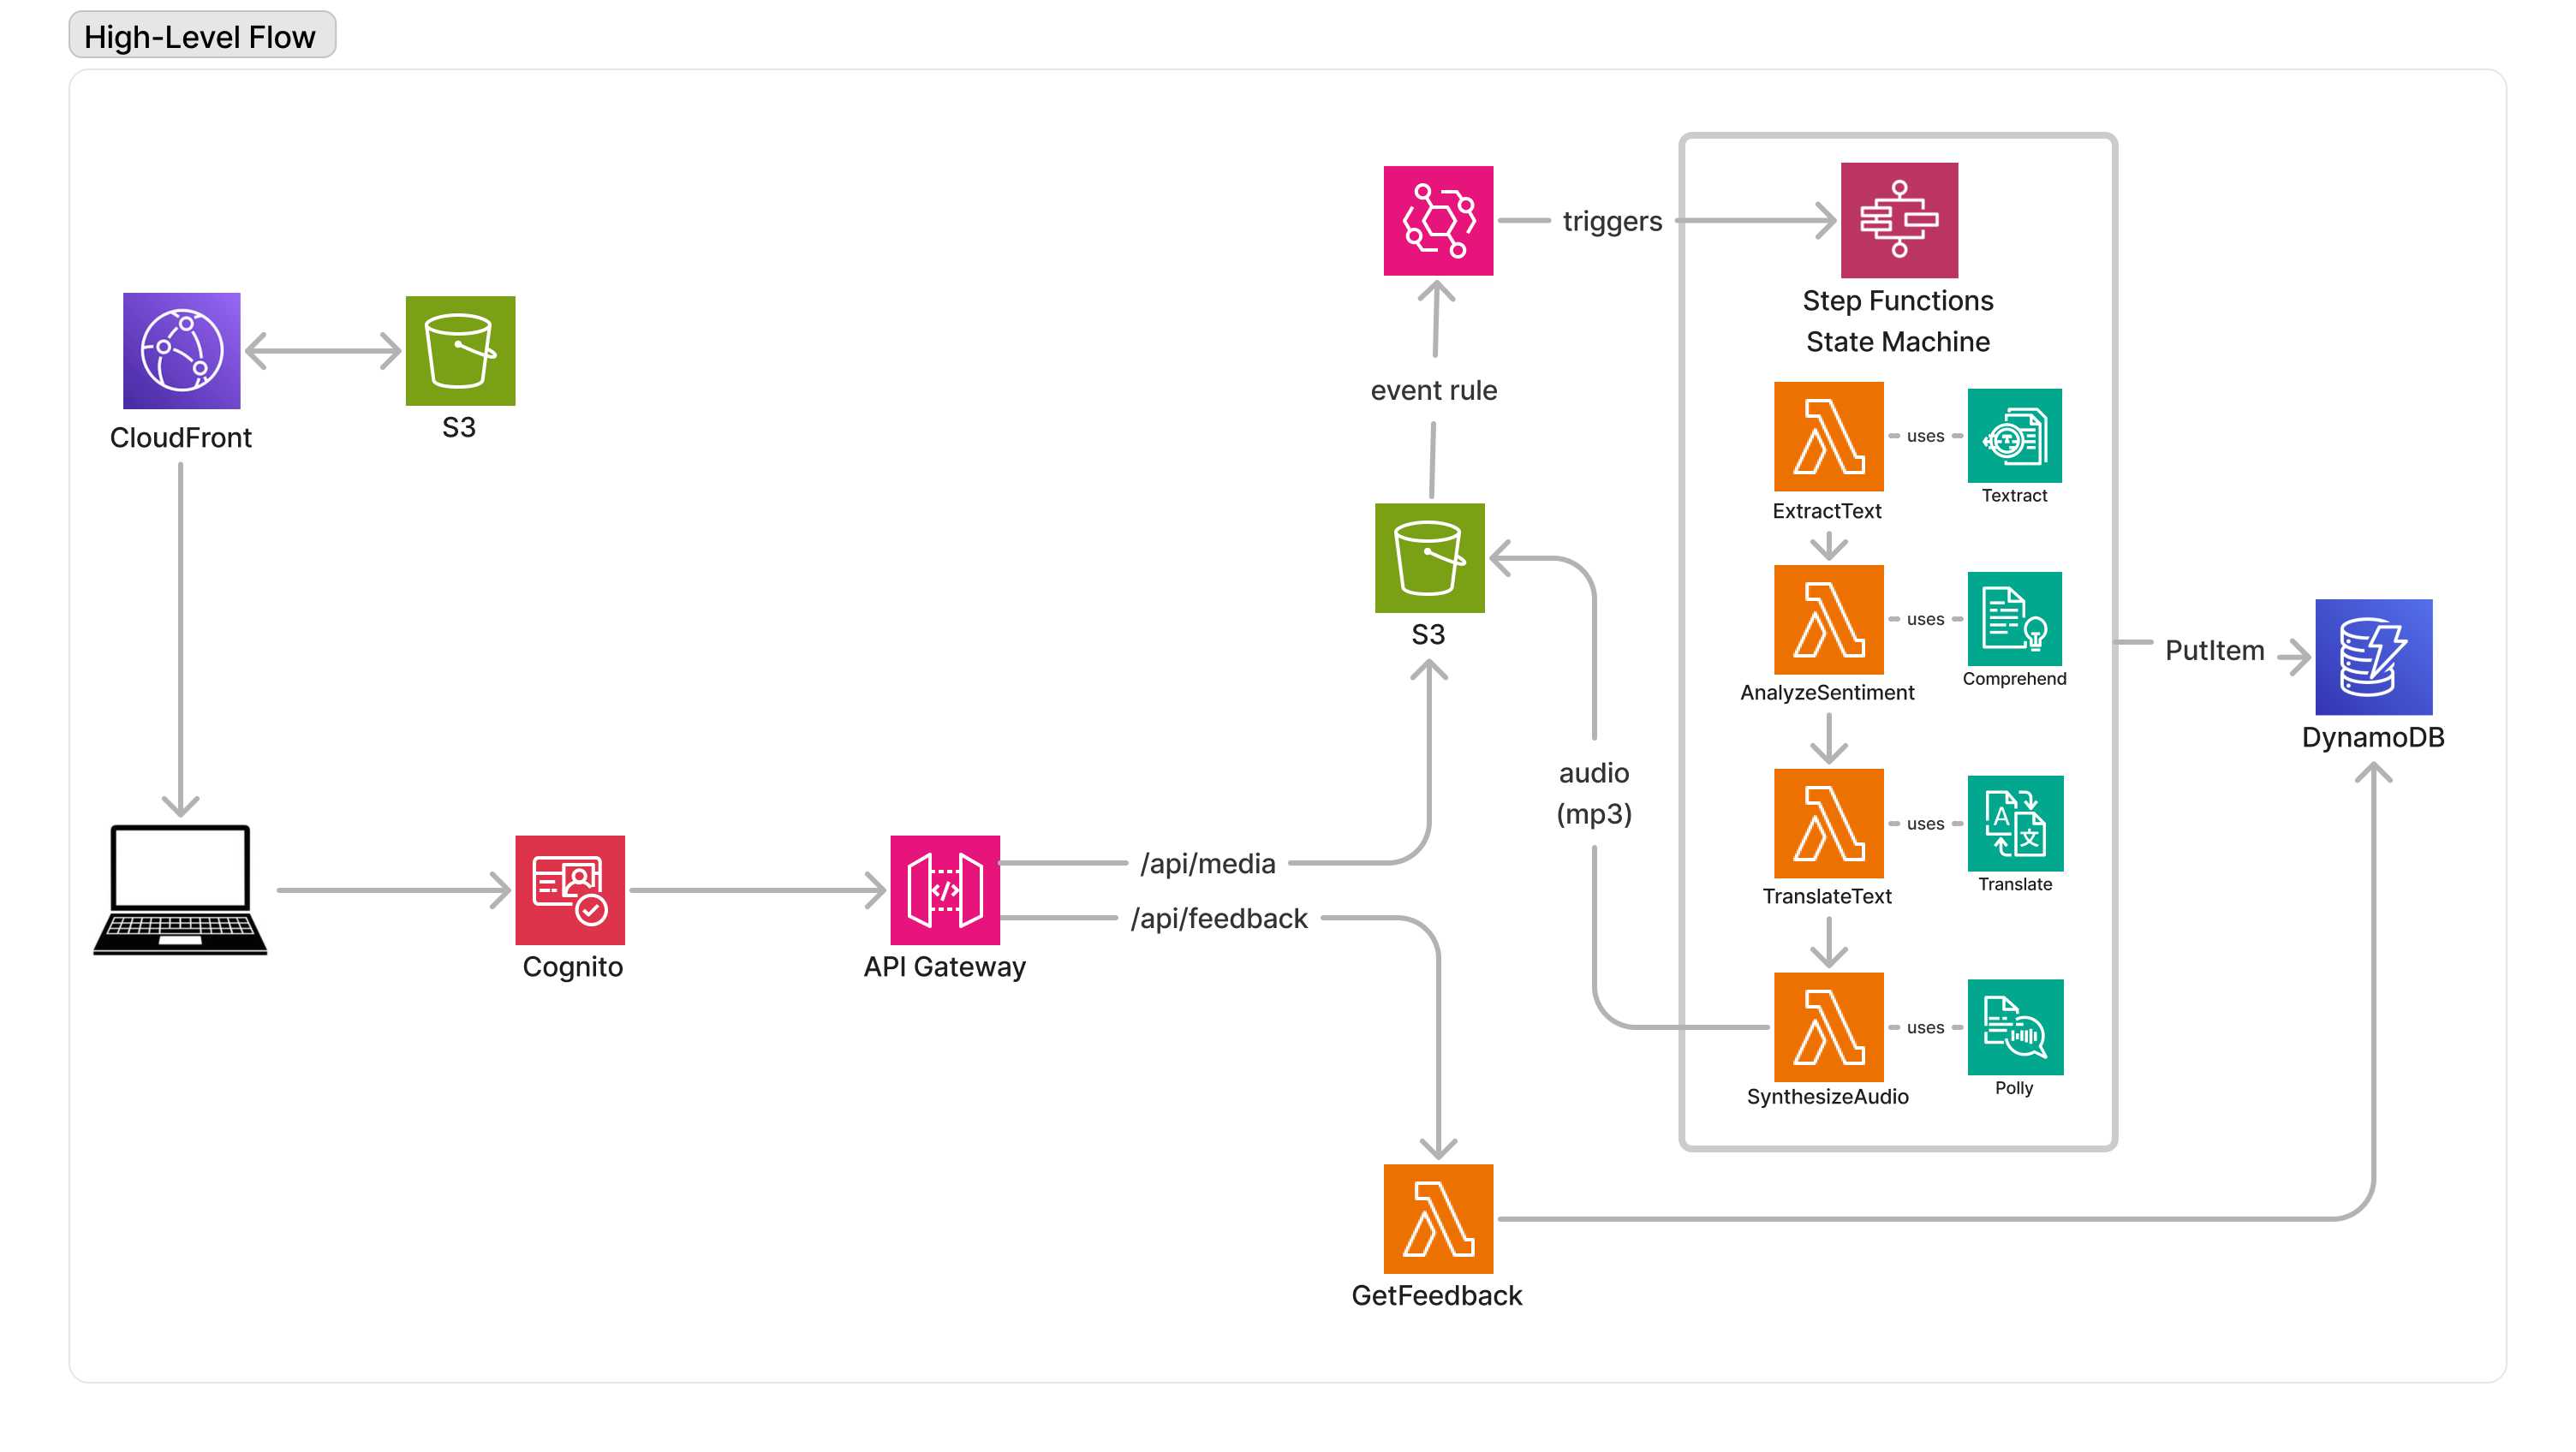 High-Level Flow
CloudFront
S3
Cognito
API Gateway
/api/media
/api/feedback
S3
event rule
triggers
Step Functions
State Machine
ExtractText
uses
Textract
AnalyzeSentiment
uses
Comprehend
TranslateText
uses
Translate
SynthesizeAudio
uses
Polly
audio
(mp3)
PutItem
DynamoDB
GetFeedback